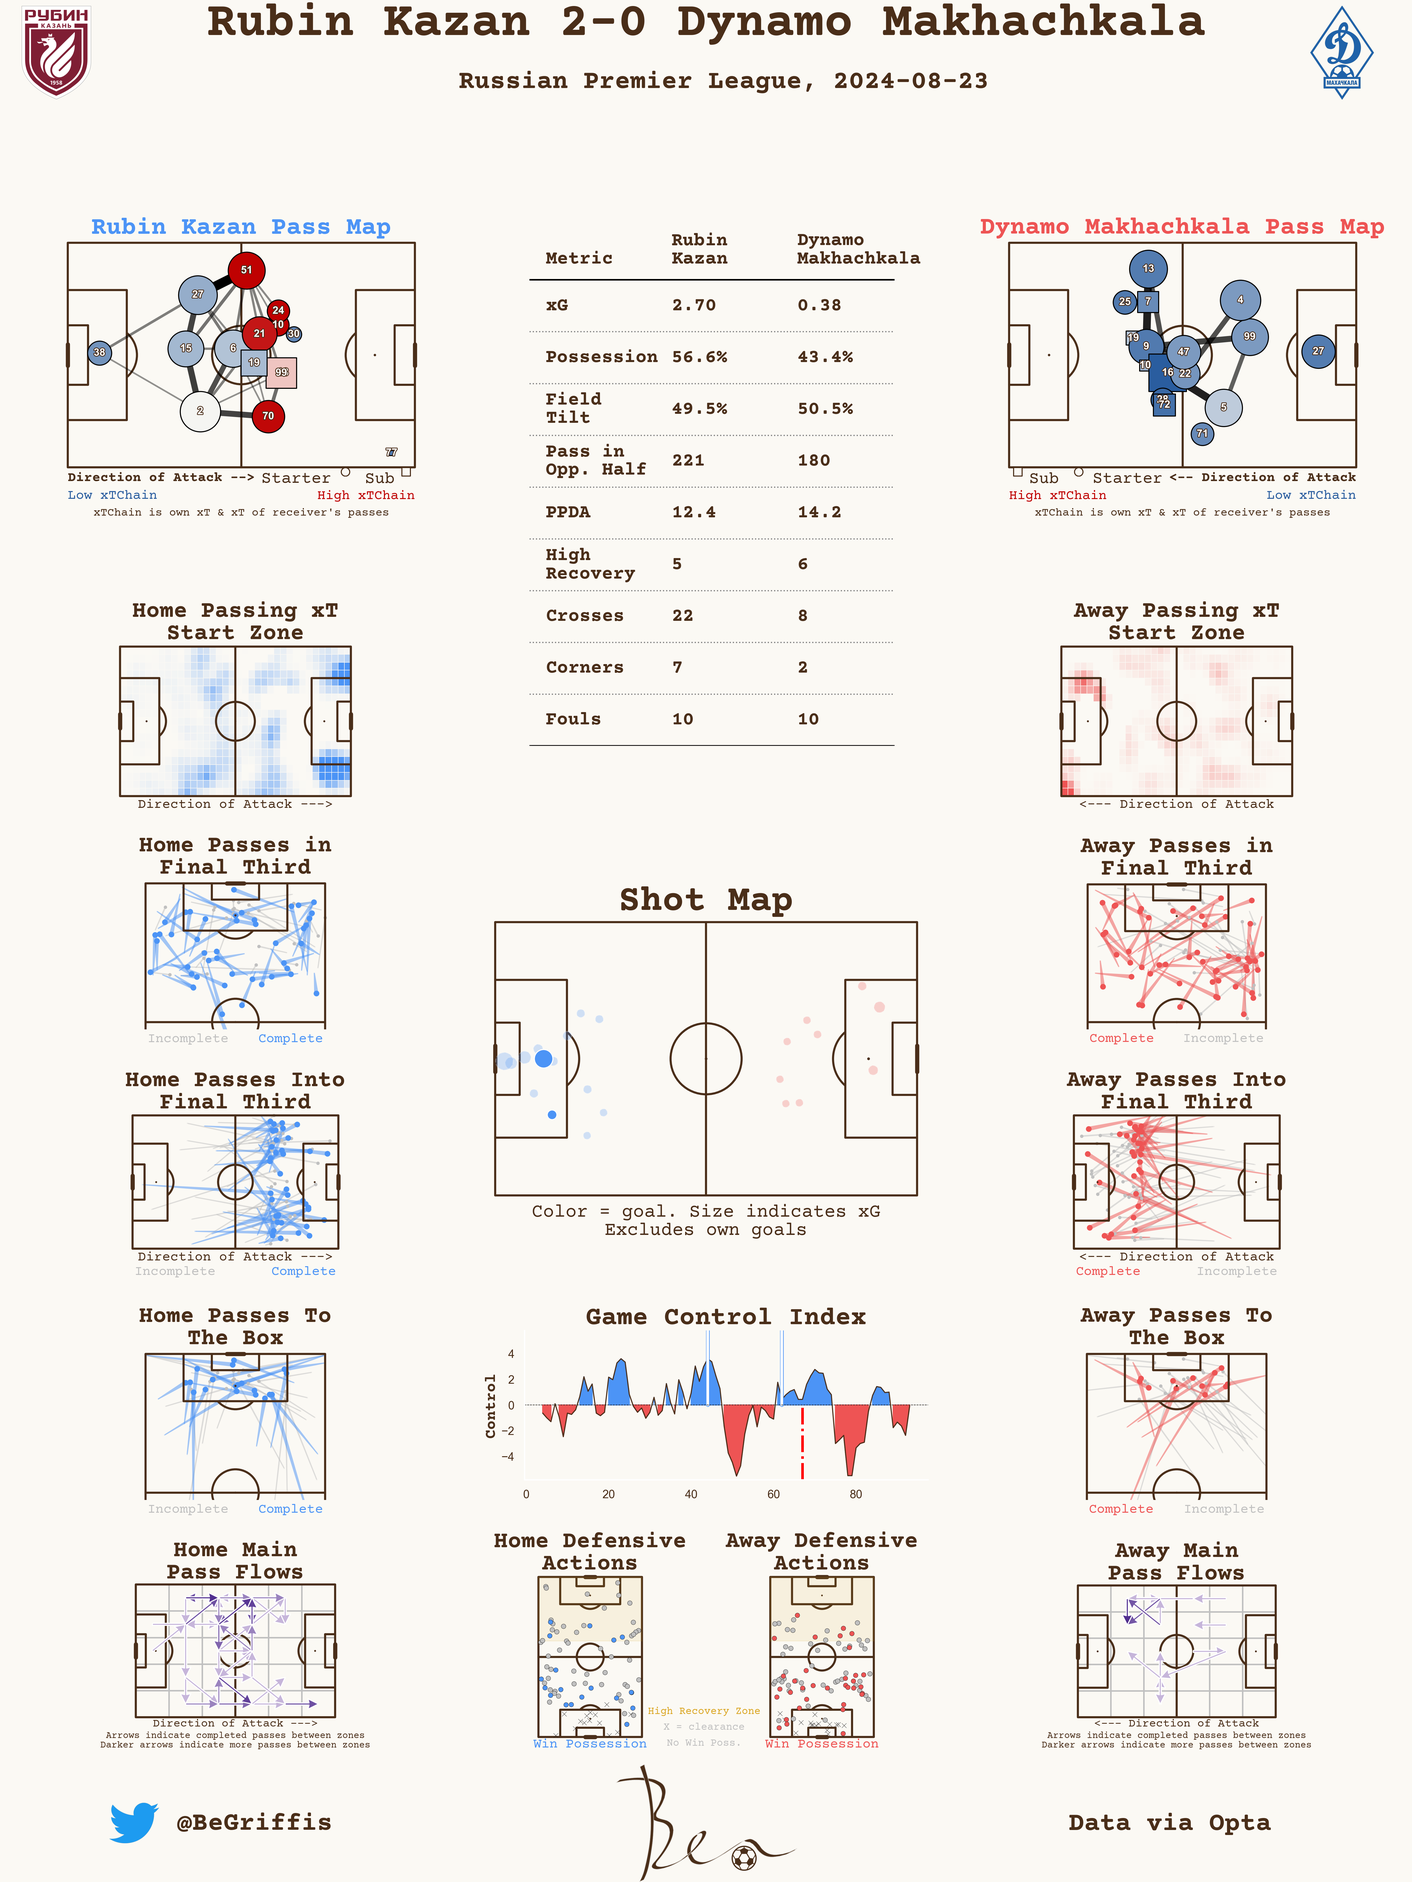 Rubin Kazan 2-0 Dynamo Makhachkala
РУБИН
КАЗАНЬ
1958
Д
МАХАЧКАЛА
Russian Premier League, 2024-08-23
Rubin Kazan Pass Map
51
27
24
10
21
30
38
15
6
19
99
2
70
77
Direction of Attack --> Starter Sub
Low xTChain High xTChain
xTChain is own xT & xT of receiver's passes
Metric
Rubin
Kazan
Dynamo
Makhachkala
xG 2.70 0.38
Possession 56.6% 43.4%
Field
Tilt 49.5% 50.5%
Pass in
Opp. Half 221 180
PPDA 12.4 14.2
High
Recovery 5 6
Crosses 22 8
Corners 7 2
Fouls 10 10
Dynamo Makhachkala Pass Map
13
25
7
4
19
9
47
99
27
10
16
22
28
72
5
71
Sub Starter <-- Direction of Attack
High xTChain Low xTChain
xTChain is own xT & xT of receiver's passes
Home Passing xT
Start Zone
Direction of Attack --->
Away Passing xT
Start Zone
<--- Direction of Attack
Home Passes in
Final Third
Incomplete Complete
Away Passes in
Final Third
Complete Incomplete
Shot Map
Color = goal. Size indicates xG
Excludes own goals
Home Passes Into
Final Third
Direction of Attack --->
Incomplete Complete
Away Passes Into
Final Third
<--- Direction of Attack
Complete Incomplete
Home Passes To
The Box
Incomplete Complete
Game Control Index
Control
4
2
0
−2
−4
0 20 40 60 80
Away Passes To
The Box
Complete Incomplete
Home Main
Pass Flows
Direction of Attack --->
Arrows indicate completed passes between zones
Darker arrows indicate more passes between zones
Home Defensive
Actions
Win Possession
Away Defensive
Actions
Win Possession
High Recovery Zone
X = clearance
No Win Poss.
Away Main
Pass Flows
<--- Direction of Attack
Arrows indicate completed passes between zones
Darker arrows indicate more passes between zones
@BeGriffis
Ben
Data via Opta